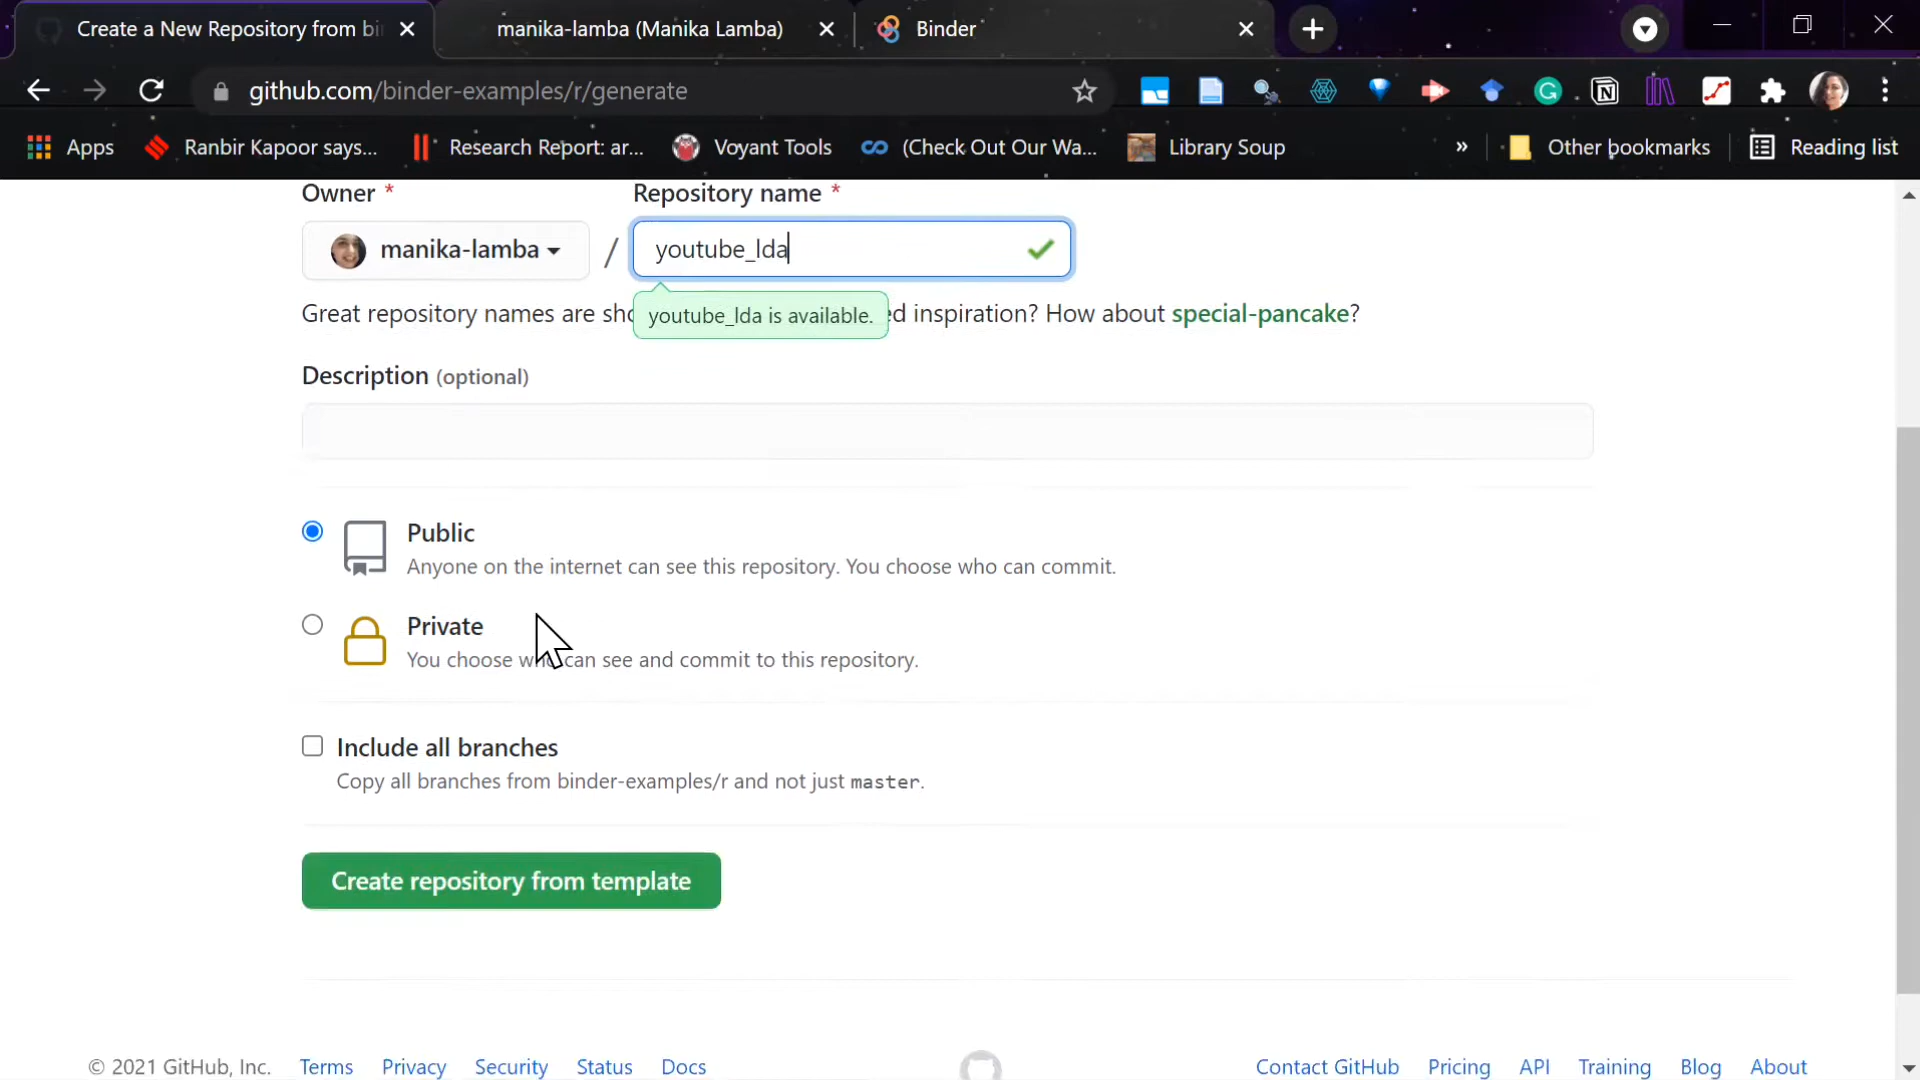 Create a New Repository from bi
manika-lamba (Manika Lamba)
Binder
github.com/binder-examples/r/generate
Apps
Ranbir Kapoor says...
Research Report: ar...
Voyant Tools
(Check Out Our Wa...
Library Soup
»
Other bookmarks
Reading list
Owner *
Repository name *
manika-lamba
/
youtube_lda
Great repository names are sho
youtube_lda is available.
d inspiration? How about special-pancake?
Description (optional)
Public
Anyone on the internet can see this repository. You choose who can commit.
Private
You choose who can see and commit to this repository.
Include all branches
Copy all branches from binder-examples/r and not just master.
Create repository from template
© 2021 GitHub, Inc.
Terms
Privacy
Security
Status
Docs
Contact GitHub
Pricing
API
Training
Blog
About